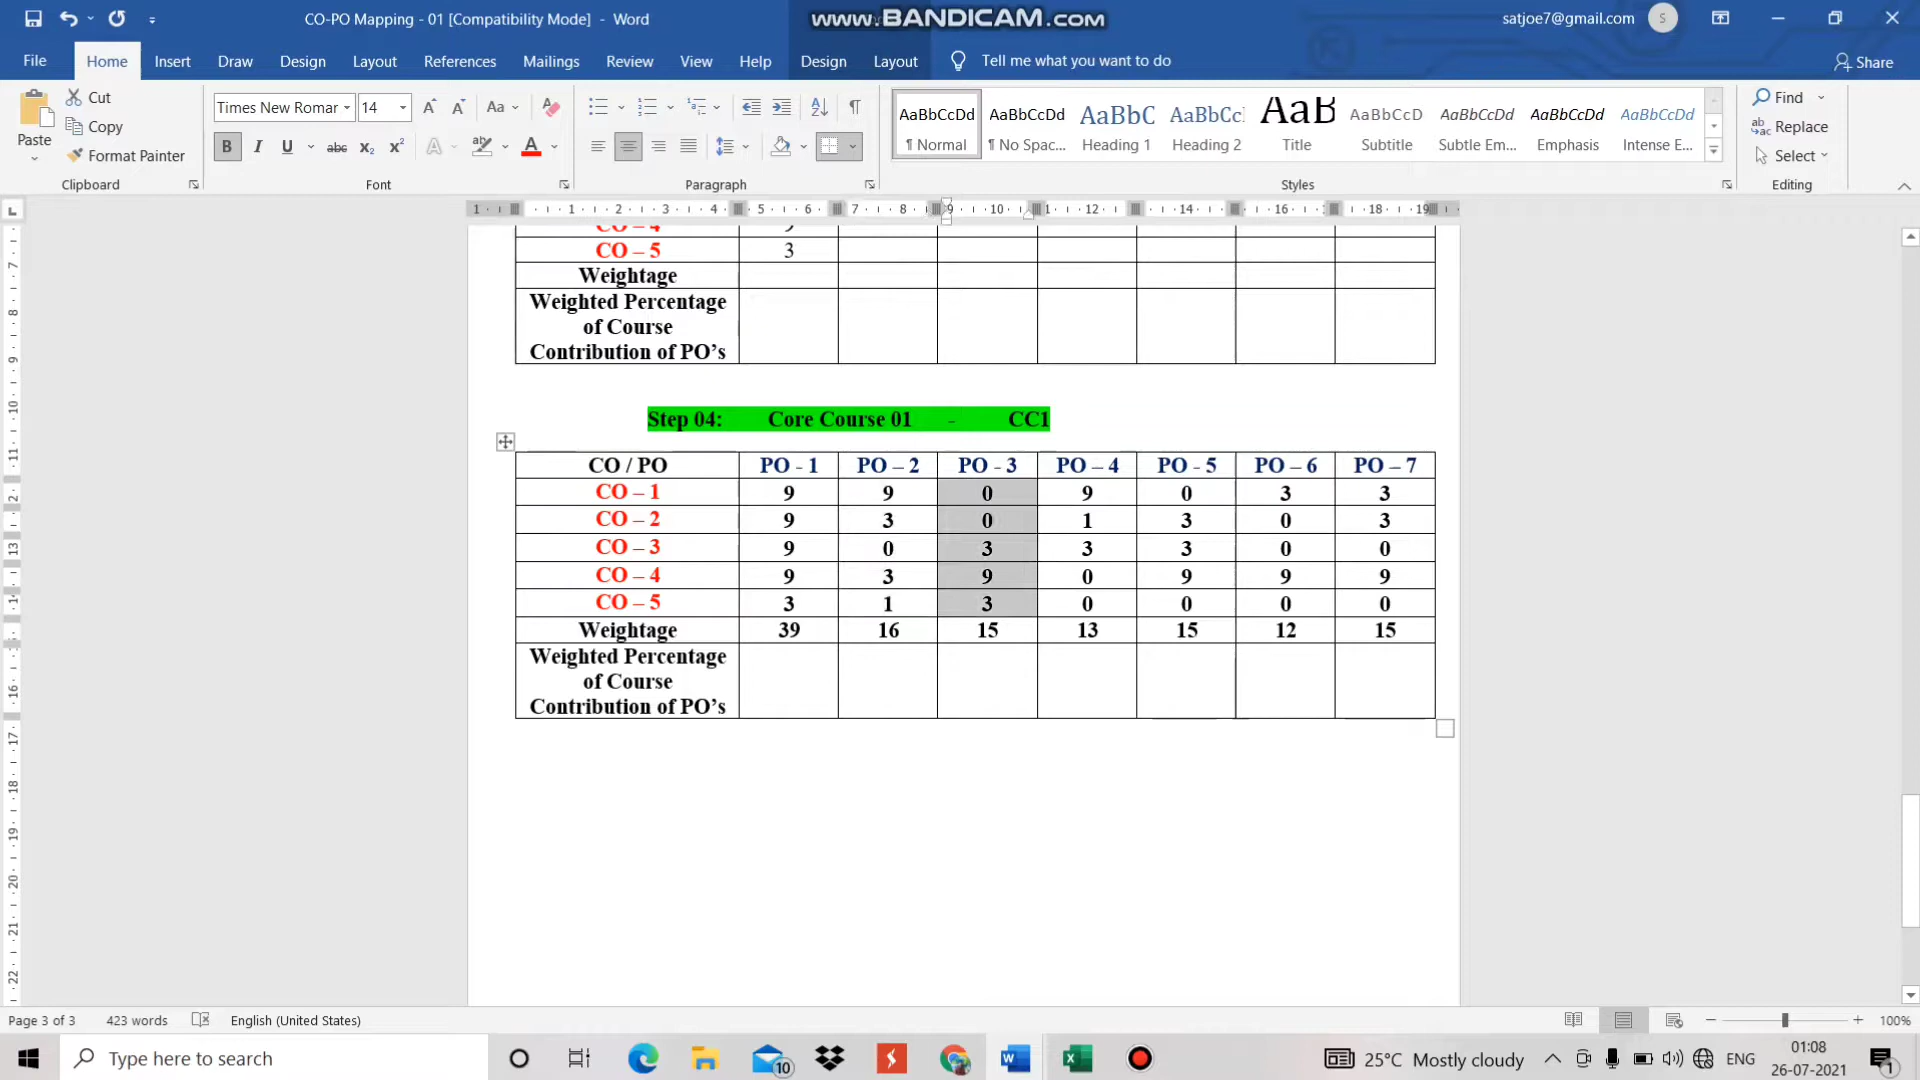 CO-PO Mapping - 01 [Compatibility Mode] - Word
www.BANDICAM.com
satjoe7@gmail.com
S
File Home Insert Draw Design Layout References Mailings Review View Help Design Layout Tell me what you want to do Share
Paste
Cut
Copy
Format Painter
Clipboard
Times New Romar 14
Font
Paragraph
AaBbCcDd AaBbCcDd AaBbC AaBbCc AaB AaBbCcD AaBbCcDd AaBbCcDd AaBbCcDd
¶ Normal ¶ No Spac... Heading 1 Heading 2 Title Subtitle Subtle Em... Emphasis Intense E...
Styles
Find
Replace
Select
Editing
CO – 4 9
CO – 5 3
Weightage
Weighted Percentage
of Course
Contribution of PO’s
Step 04: Core Course 01 - CC1
CO / PO PO - 1 PO – 2 PO - 3 PO – 4 PO - 5 PO – 6 PO – 7
CO – 1 9 9 0 9 0 3 3
CO – 2 9 3 0 1 3 0 3
CO – 3 9 0 3 3 3 0 0
CO – 4 9 3 9 0 9 9 9
CO – 5 3 1 3 0 0 0 0
Weightage 39 16 15 13 15 12 15
Weighted Percentage
of Course
Contribution of PO’s
Page 3 of 3 423 words English (United States) 100%
Type here to search
10
25°C Mostly cloudy
ENG
01:08
26-07-2021
1